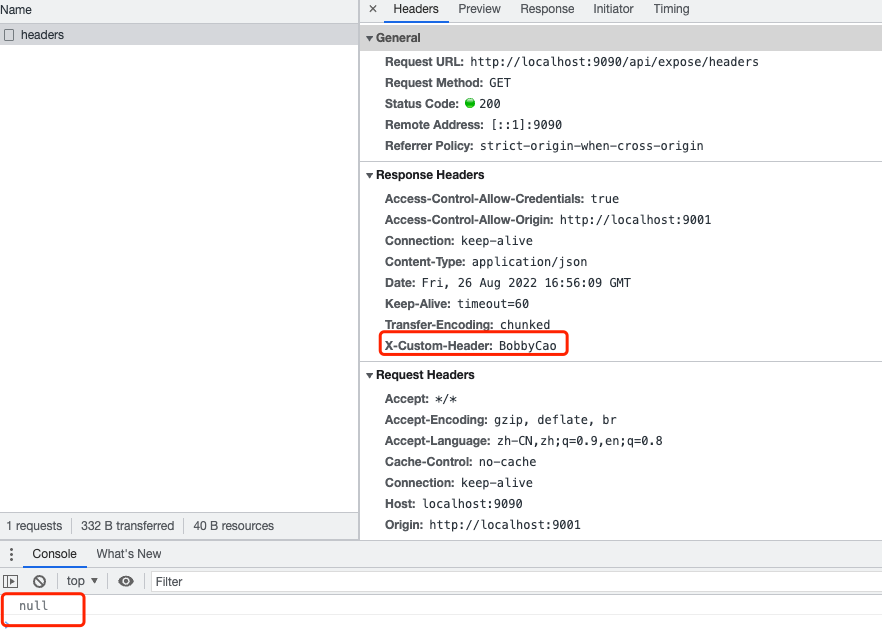 Name
headers
1 requests 332 B transferred 40 B resources
× Headers Preview Response Initiator Timing
General
Request URL: http://localhost:9090/api/expose/headers
Request Method: GET
Status Code: 200
Remote Address: [::1]:9090
Referrer Policy: strict-origin-when-cross-origin
Response Headers
Access-Control-Allow-Credentials: true
Access-Control-Allow-Origin: http://localhost:9001
Connection: keep-alive
Content-Type: application/json
Date: Fri, 26 Aug 2022 16:56:09 GMT
Keep-Alive: timeout=60
Transfer-Encoding: chunked
X-Custom-Header: BobbyCao
Request Headers
Accept: */*
Accept-Encoding: gzip, deflate, br
Accept-Language: zh-CN,zh;q=0.9,en;q=0.8
Cache-Control: no-cache
Connection: keep-alive
Host: localhost:9090
Origin: http://localhost:9001
Console What's New
top Filter
null